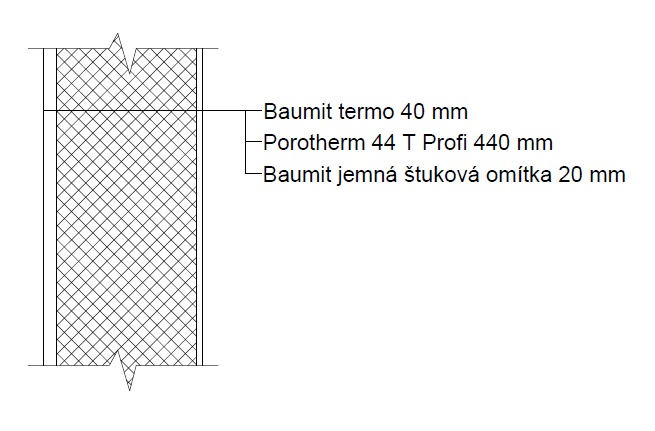 Baumit termo 40 mm
Porotherm 44 T Profi 440 mm
Baumit jemná štuková omítka 20 mm